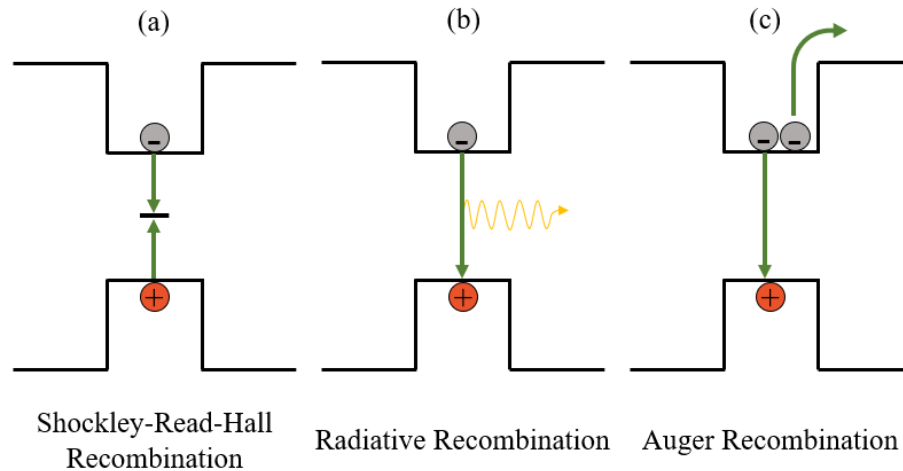 (a)
(b)
(c)
-
-
- -
+
+
+
Shockley-Read-Hall
Recombination
Radiative Recombination
Auger Recombination